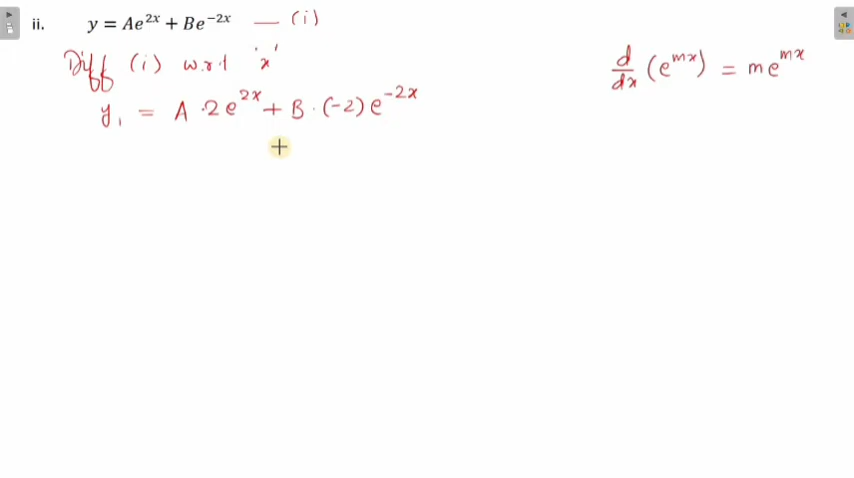 ii. y = Ae^{2x} + Be^{-2x} — (i)
Diff (i) w.r.t 'x'
y₁ = A · 2e^{2x} + B · (-2) e^{-2x}
d/dx (e^{mx}) = me^{mx}